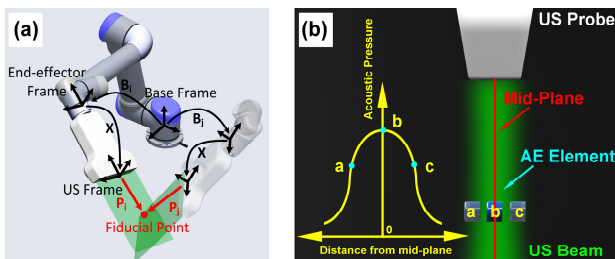 (a)
End-effector
Frame
Bi
Base Frame
Bi
X
X
US Frame
Pi
Pj
Fiducial Point
(b)
US Probe
Acoustic Pressure
Mid-Plane
b
AE Element
a
c
a
b
c
0
Distance from mid-plane
US Beam